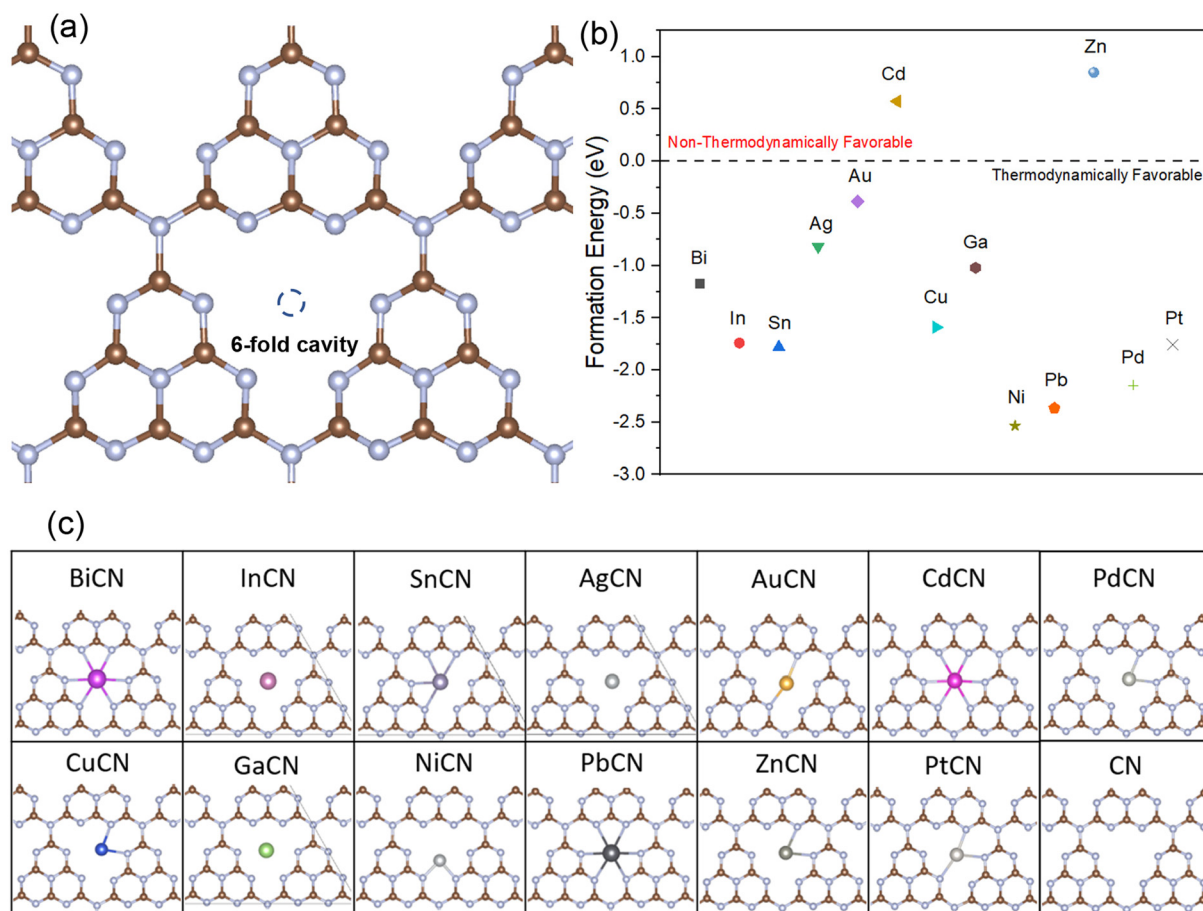 (a)
6-fold cavity
(b)
Formation Energy (eV)
1.0
0.5
0.0
-0.5
-1.0
-1.5
-2.0
-2.5
-3.0
Zn
Cd
Non-Thermodynamically Favorable
Thermodynamically Favorable
Au
Ag
Bi
Ga
In
Sn
Cu
Pt
Pd
Ni
Pb
(c)
BiCN
InCN
SnCN
AgCN
AuCN
CdCN
PdCN
CuCN
GaCN
NiCN
PbCN
ZnCN
PtCN
CN